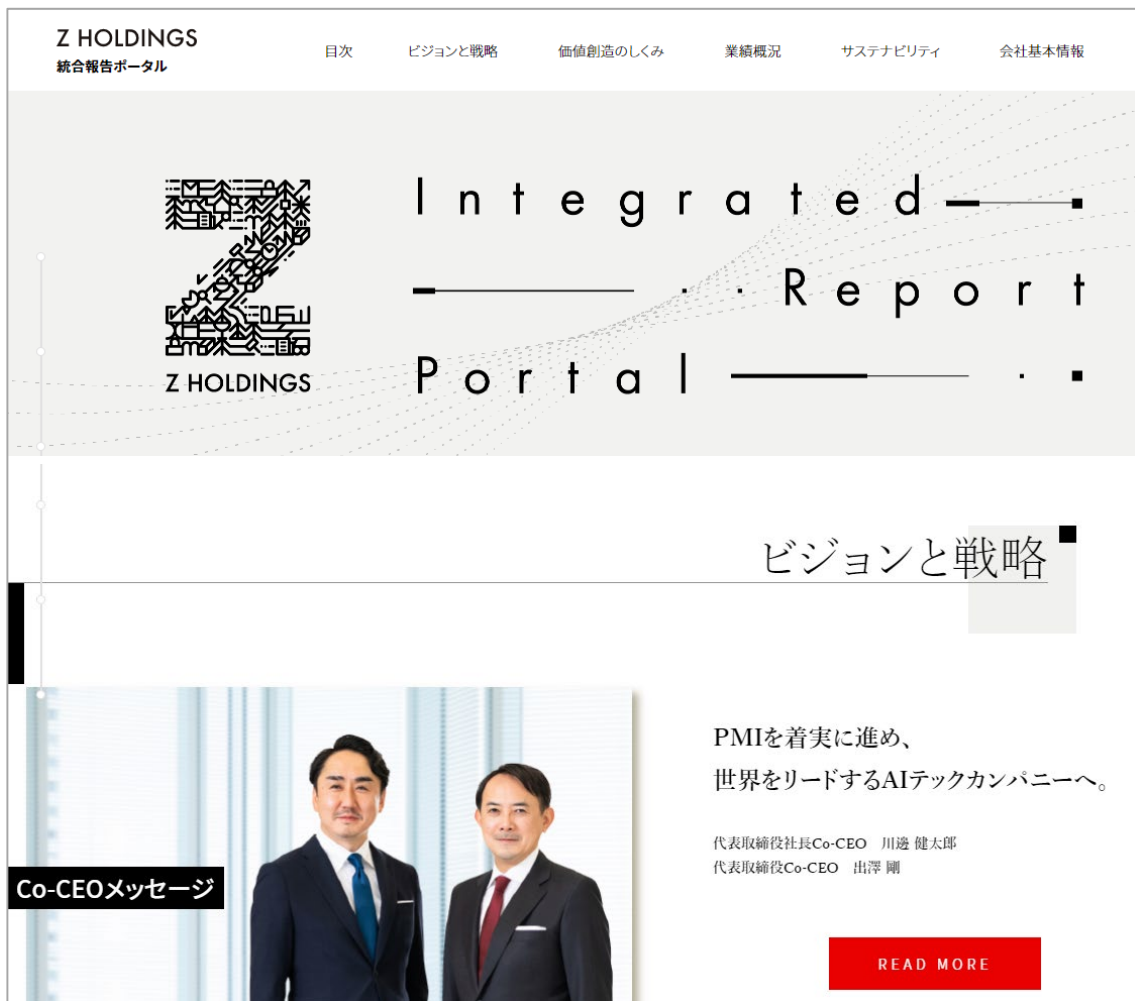 Z HOLDINGS
統合報告ポータル
目次 ビジョンと戦略 価値創造のしくみ 業績概況 サステナビリティ 会社基本情報
Integrated
Report
Portal
Z HOLDINGS
ビジョンと戦略
PMIを着実に進め、
世界をリードするAIテックカンパニーへ。
代表取締役社長Co-CEO 川邊 健太郎
代表取締役Co-CEO 出澤 剛
Co-CEOメッセージ
READ MORE